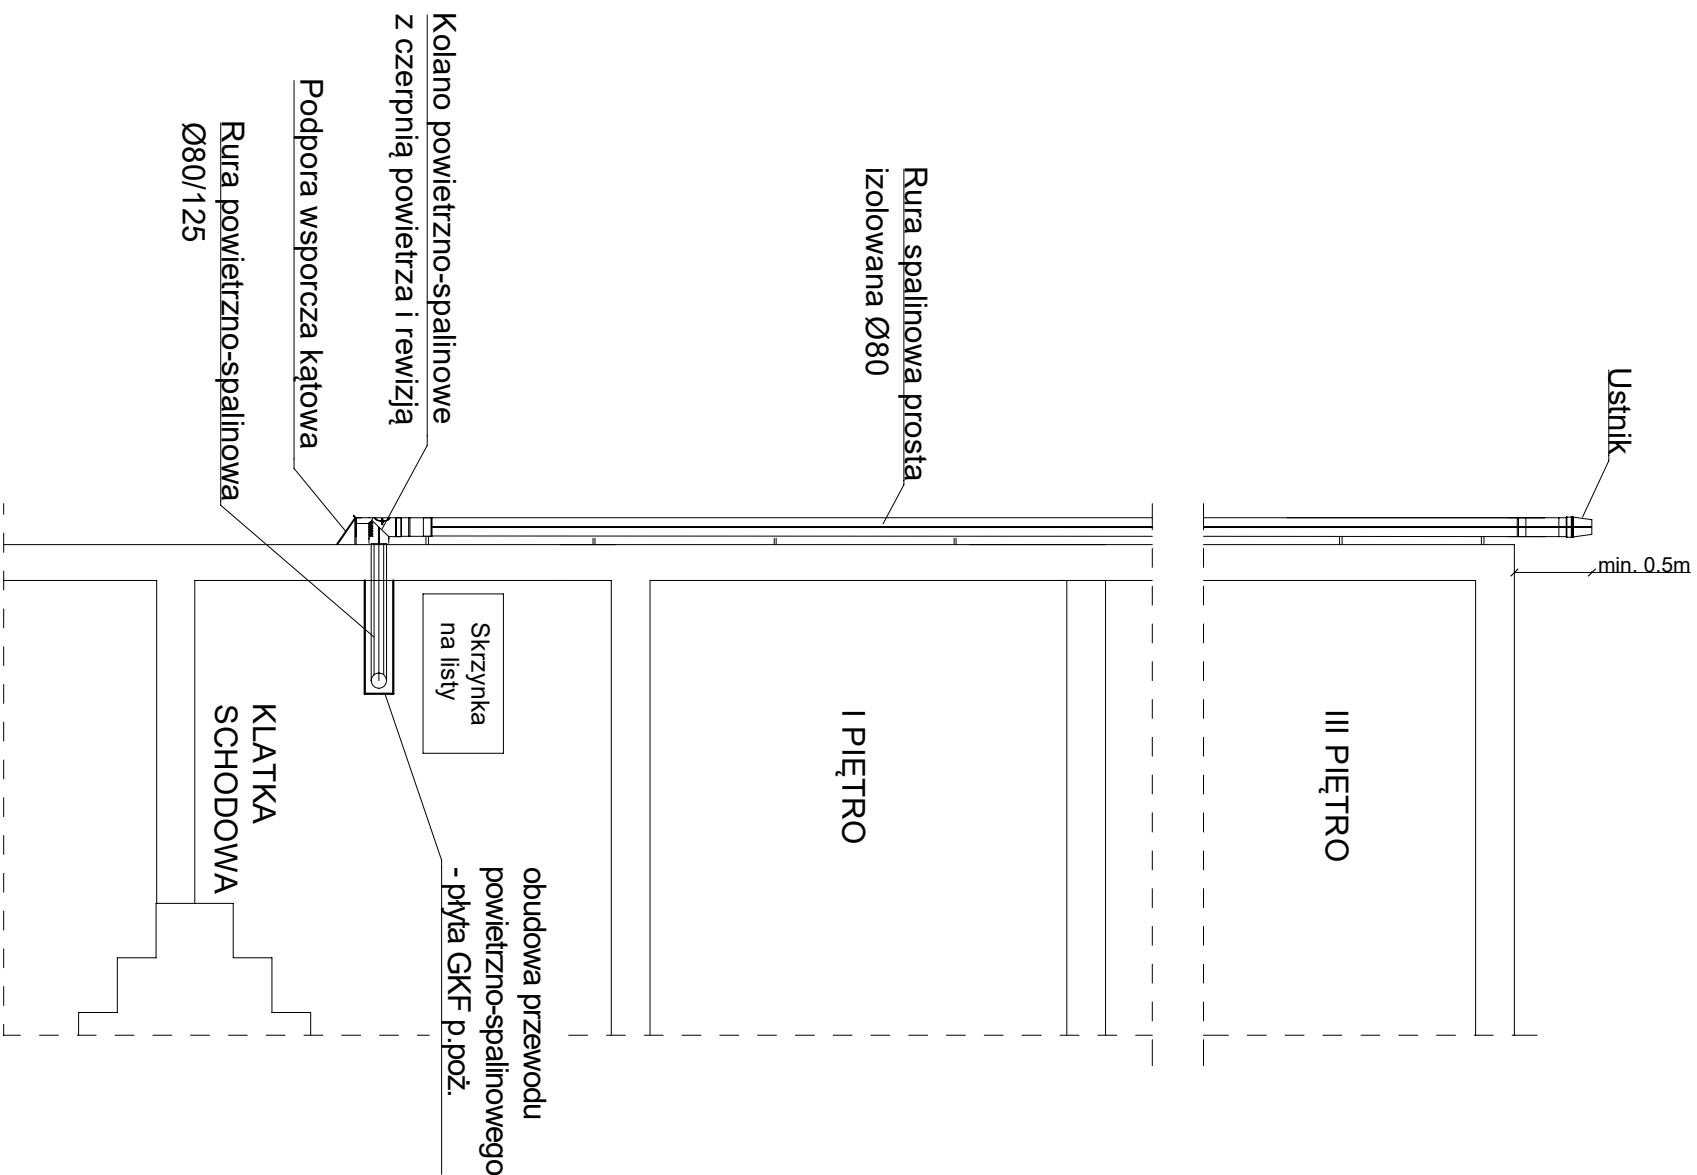 Ustnik
min. 0.5m
Rura spalinowa prosta
izolowana Ø80
III PIĘTRO
I PIĘTRO
Kolano powietrzno-spalinowe
z czerpnią powietrza i rewizją
Podpora wsporcza kątowa
Rura powietrzno-spalinowa
Ø80/125
Skrzynka
na listy
KLATKA
SCHODOWA
obudowa przewodu
powietrzno-spalinowego
- płyta GKF p.poż.